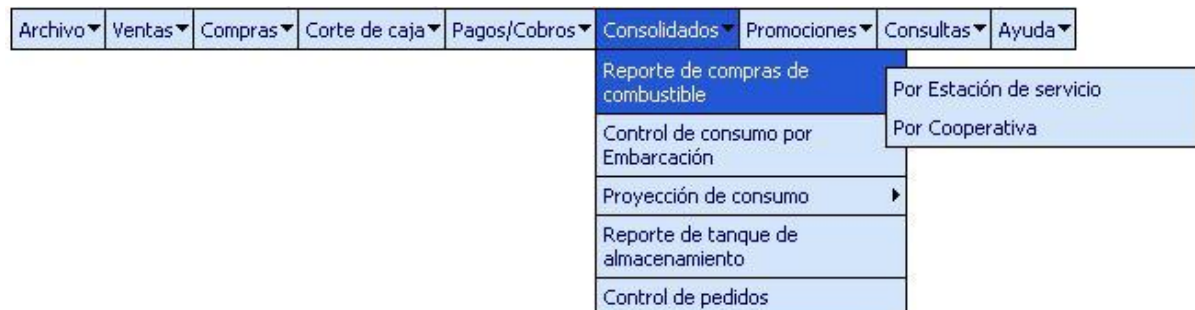 Archivo Ventas Compras Corte de caja Pagos/Cobros Consolidados Promociones Consultas Ayuda
Reporte de compras de
combustible
Por Estación de servicio
Por Cooperativa
Control de consumo por
Embarcación
Proyección de consumo
Reporte de tanque de
almacenamiento
Control de pedidos